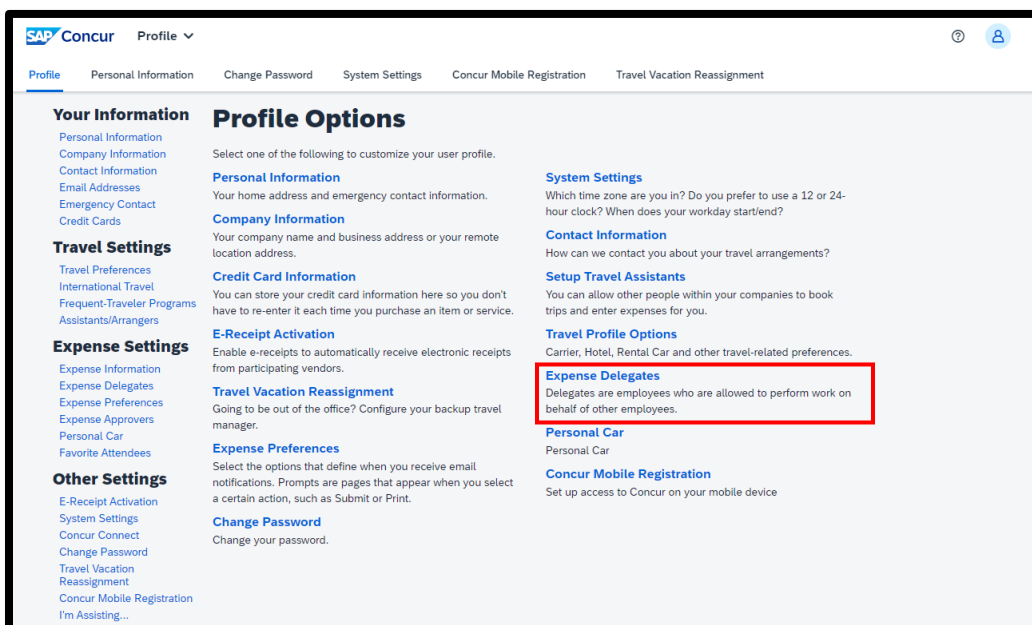 SAP Concur Profile
Profile Personal Information Change Password System Settings Concur Mobile Registration Travel Vacation Reassignment
Your Information
Personal Information
Company Information
Contact Information
Email Addresses
Emergency Contact
Credit Cards
Travel Settings
Travel Preferences
International Travel
Frequent-Traveler Programs
Assistants/Arrangers
Expense Settings
Expense Information
Expense Delegates
Expense Preferences
Expense Approvers
Personal Car
Favorite Attendees
Other Settings
E-Receipt Activation
System Settings
Concur Connect
Change Password
Travel Vacation
Reassignment
Concur Mobile Registration
I'm Assisting...
Profile Options
Select one of the following to customize your user profile.
Personal Information
Your home address and emergency contact information.
Company Information
Your company name and business address or your remote
location address.
Credit Card Information
You can store your credit card information here so you don't
have to re-enter it each time you purchase an item or service.
E-Receipt Activation
Enable e-receipts to automatically receive electronic receipts
from participating vendors.
Travel Vacation Reassignment
Going to be out of the office? Configure your backup travel
manager.
Expense Preferences
Select the options that define when you receive email
notifications. Prompts are pages that appear when you select
a certain action, such as Submit or Print.
Change Password
Change your password.
System Settings
Which time zone are you in? Do you prefer to use a 12 or 24-
hour clock? When does your workday start/end?
Contact Information
How can we contact you about your travel arrangements?
Setup Travel Assistants
You can allow other people within your companies to book
trips and enter expenses for you.
Travel Profile Options
Carrier, Hotel, Rental Car and other travel-related preferences.
Expense Delegates
Delegates are employees who are allowed to perform work on
behalf of other employees.
Personal Car
Personal Car
Concur Mobile Registration
Set up access to Concur on your mobile device